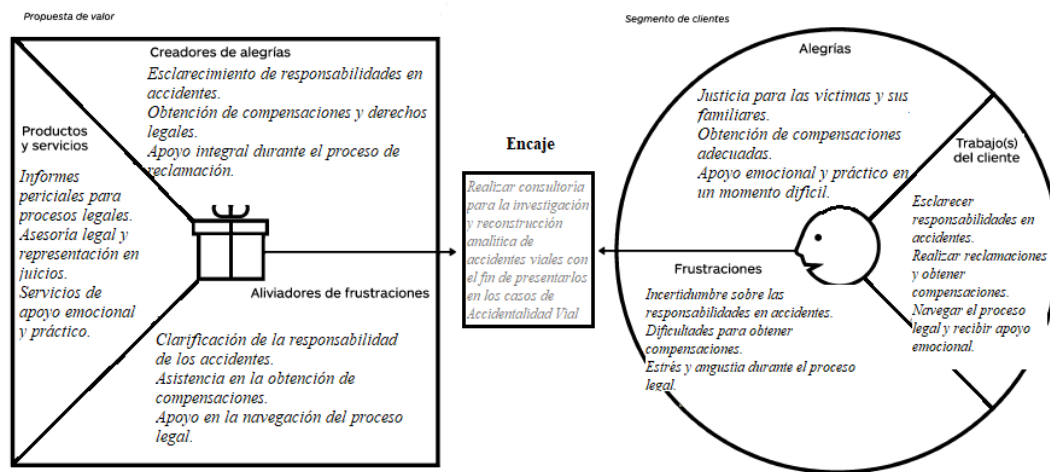 Propuesta de valor
Creadores de alegrías
Esclarecimiento de responsabilidades en
accidentes.
Obtención de compensaciones y derechos
legales.
Apoyo integral durante el proceso de
reclamación.
Productos
y servicios
Informes
periciales para
procesos legales.
Asesoría legal y
representación en
juicios.
Servicios de
apoyo emocional
y práctico.
Aliviadores de frustraciones
Clarificación de la responsabilidad
de los accidentes.
Asistencia en la obtención de
compensaciones.
Apoyo en la navegación del proceso
legal.
Encaje
Realizar consultoría
para la investigación
y reconstrucción
analítica de
accidentes viales con
el fin de presentarlos
en los casos de
Accidentalidad Vial
Segmento de clientes
Alegrías
Justicia para las víctimas y sus
familiares.
Obtención de compensaciones
adecuadas.
Apoyo emocional y práctico en
un momento difícil.
Trabajo(s)
del cliente
Esclarecer
responsabilidades en
accidentes.
Realizar reclamaciones
y obtener
compensaciones.
Navegar el proceso
legal y recibir apoyo
emocional.
Frustraciones
Incertidumbre sobre las
responsabilidades en accidentes.
Dificultades para obtener
compensaciones.
Estrés y angustia durante el proceso
legal.